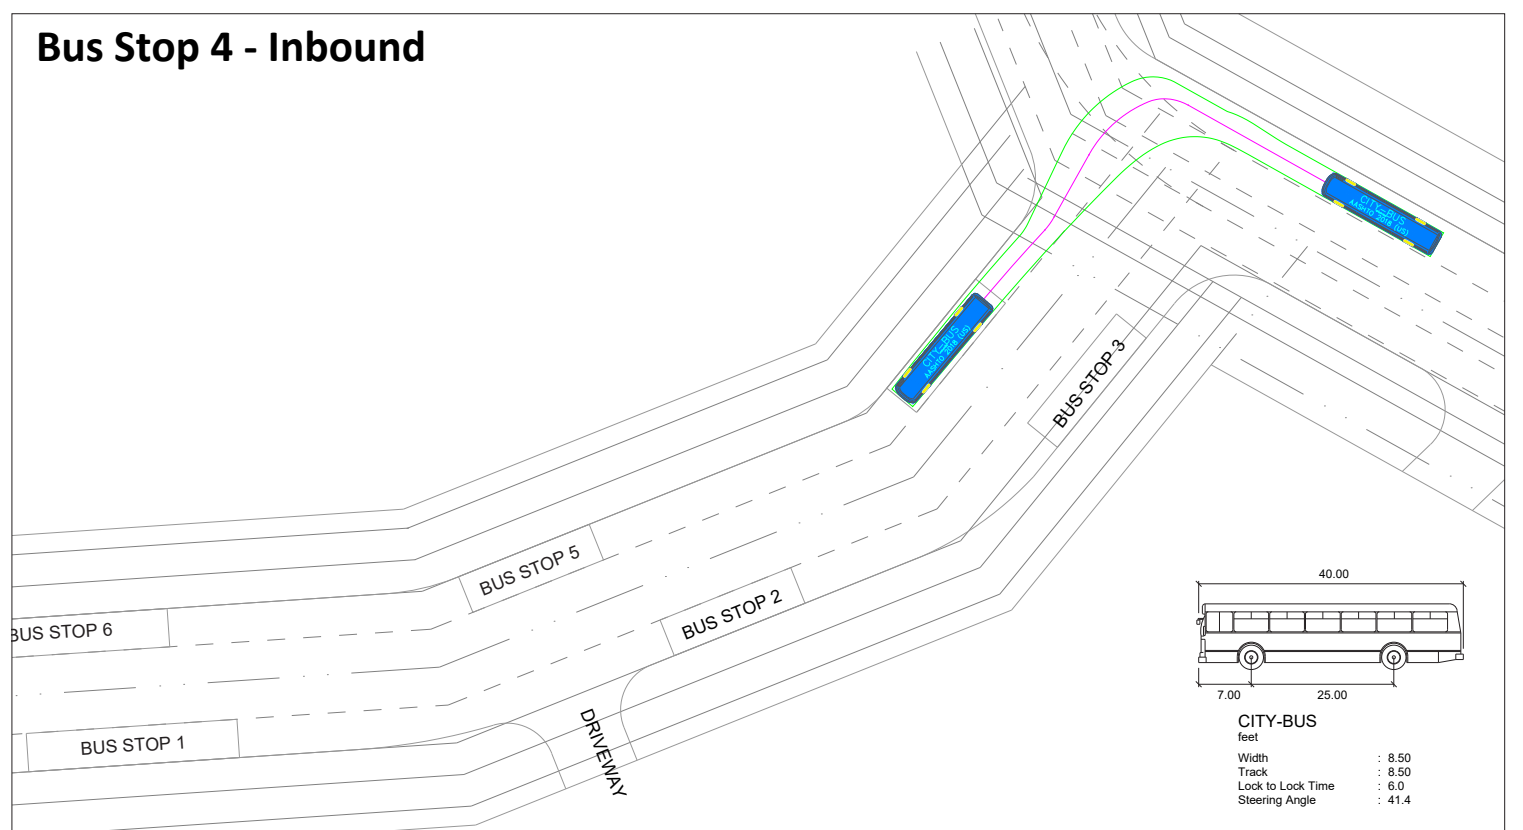 Bus Stop 4 - Inbound
CITY-BUS
AASHTO 2018 (US)
CITY-BUS
AASHTO 2018 (US)
BUS STOP 3
BUS STOP 5
BUS STOP 2
BUS STOP 6
BUS STOP 1
DRIVEWAY
40.00
7.00
25.00
CITY-BUS
feet
Width : 8.50
Track : 8.50
Lock to Lock Time : 6.0
Steering Angle : 41.4